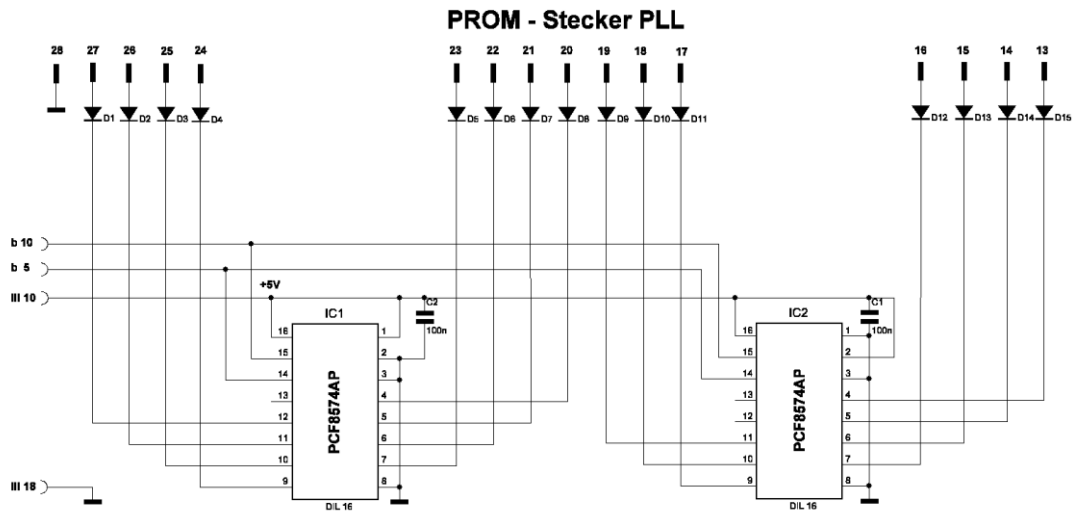 PROM - Stecker PLL
28 27 26 25 24 23 22 21 20 19 18 17 16 15 14 13
D1 D2 D3 D4 D5 D6 D7 D8 D9 D10 D11 D12 D13 D14 D15
b 10
b 5
III 10
+5V
C2
100n
C1
100n
IC1
IC2
16 1
15 2
14 3
13 4
12 5
11 6
10 7
9 8
PCF8574AP
DIL 16
16 1
15 2
14 3
13 4
12 5
11 6
10 7
9 8
PCF8574AP
DIL 16
III 18